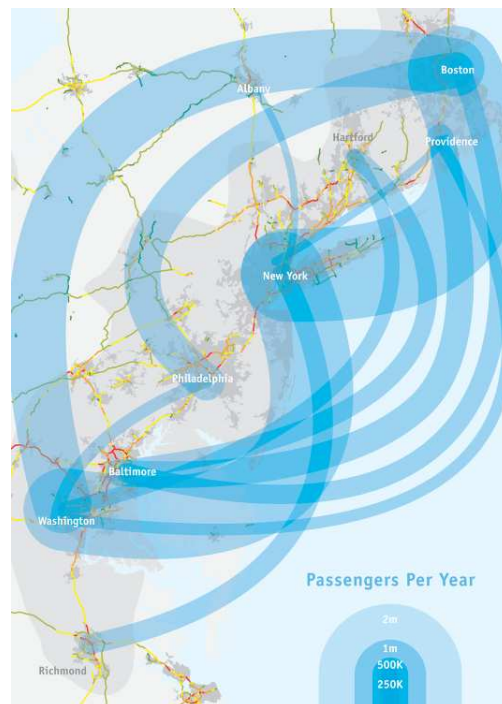 Boston
Albany
Hartford
Providence
New York
Philadelphia
Baltimore
Washington
Passengers Per Year
2m
1m
500K
250K
Richmond